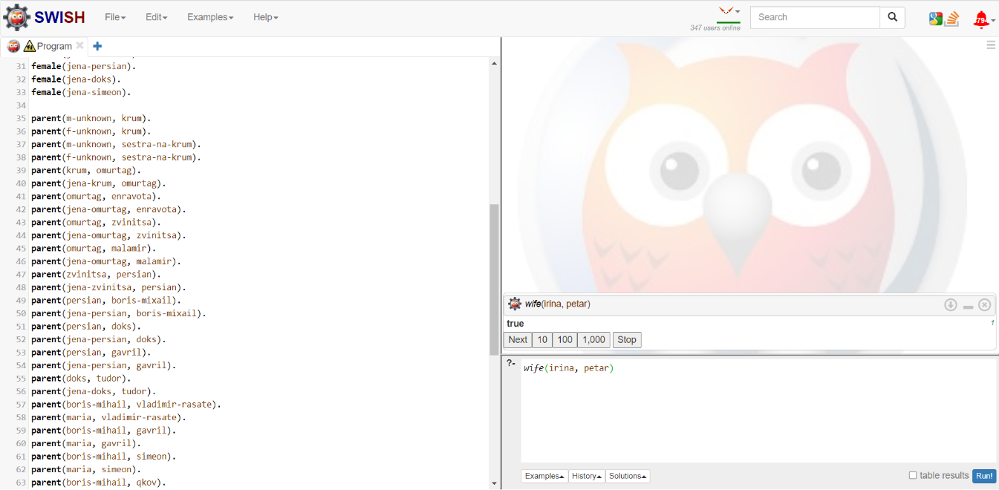 SWISH File Edit Examples Help 347 users online Search 794
Program
31 female(jena-persian).
32 female(jena-doks).
33 female(jena-simeon).
34
35 parent(m-unknown, krum).
36 parent(f-unknown, krum).
37 parent(m-unknown, sestra-na-krum).
38 parent(f-unknown, sestra-na-krum).
39 parent(krum, omurtag).
40 parent(jena-krum, omurtag).
41 parent(omurtag, enravota).
42 parent(jena-omurtag, enravota).
43 parent(omurtag, zvinitsa).
44 parent(jena-omurtag, zvinitsa).
45 parent(omurtag, malamir).
46 parent(jena-omurtag, malamir).
47 parent(zvinitsa, persian).
48 parent(jena-zvinitsa, persian).
49 parent(persian, boris-mixail).
50 parent(jena-persian, boris-mixail).
51 parent(persian, doks).
52 parent(jena-persian, doks).
53 parent(persian, gavril).
54 parent(jena-persian, gavril).
55 parent(doks, tudor).
56 parent(jena-doks, tudor).
57 parent(boris-mihail, vladimir-rasate).
58 parent(maria, vladimir-rasate).
59 parent(boris-mihail, gavril).
60 parent(maria, gavril).
61 parent(boris-mihail, simeon).
62 parent(maria, simeon).
63 parent(boris-mihail, qkov).
wife(irina, petar)
true 1
Next 10 100 1,000 Stop
?- wife(irina, petar)
Examples History Solutions table results Run!